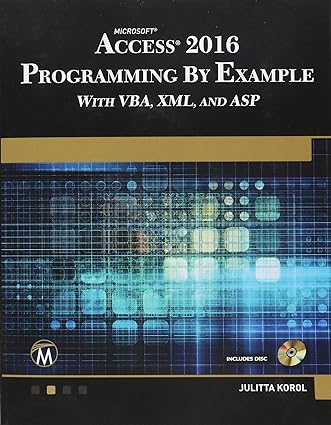 MICROSOFT®
ACCESS® 2016
PROGRAMMING BY EXAMPLE
WITH VBA, XML, AND ASP
M
INCLUDES DISC
JULITTA KOROL